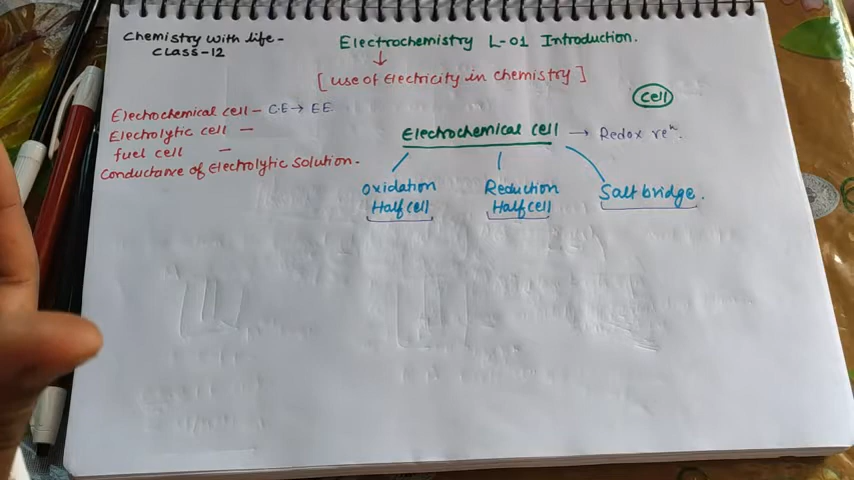 Chemistry with life-
Class-12
Electrochemistry L-01 Introduction.
↓
[use of Electricity in chemistry]
cell
Electrochemical cell - C.E → E.E
Electrolytic cell -
fuel cell -
Conductance of Electrolytic Solution.
Electrochemical cell → Redox reⁿ.
Oxidation
Half cell
Reduction
Half cell
Salt bridge.